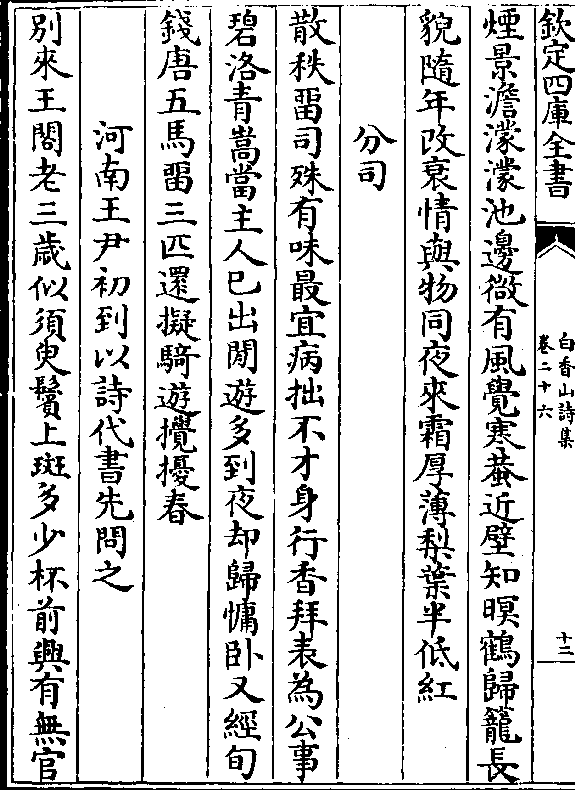 欽定四庫全書
白香山詩集
卷二十六
十三
煙景澹濛濛池邊微有風覺寒蛩近壁知暝鶴歸籠長
貌隨年改衰情與物同夜來霜厚薄梨葉半低紅
分司
散秩留司殊有味最宜病拙不才身行香拜表為公事
碧洛青嵩當主人已出閒遊多到夜却歸慵臥又經旬
錢唐五馬留三匹還擬騎遊攪擾春
河南王尹初到以詩代書先問之
別來王閣老三歲似須臾鬢上斑多少杯前興有無官